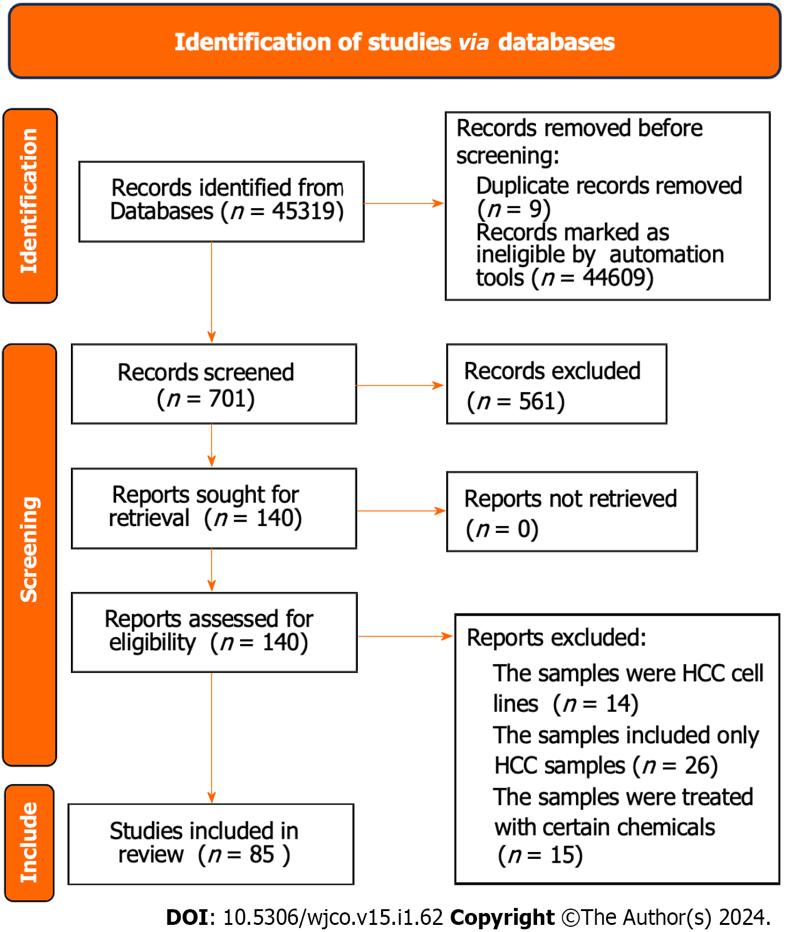 Identification of studies via databases
Identification
Records identified from
Databases (n = 45319)
Records removed before
screening:
Duplicate records removed
(n = 9)
Records marked as
ineligible by automation
tools (n = 44609)
Screening
Records screened
(n = 701)
Records excluded
(n = 561)
Reports sought for
retrieval (n = 140)
Reports not retrieved
(n = 0)
Reports assessed for
eligibility (n = 140)
Reports excluded:
The samples were HCC cell
lines (n = 14)
The samples included only
HCC samples (n = 26)
The samples were treated
with certain chemicals
(n = 15)
Include
Studies included in
review (n = 85 )
DOI: 10.5306/wjco.v15.i1.62 Copyright ©The Author(s) 2024.